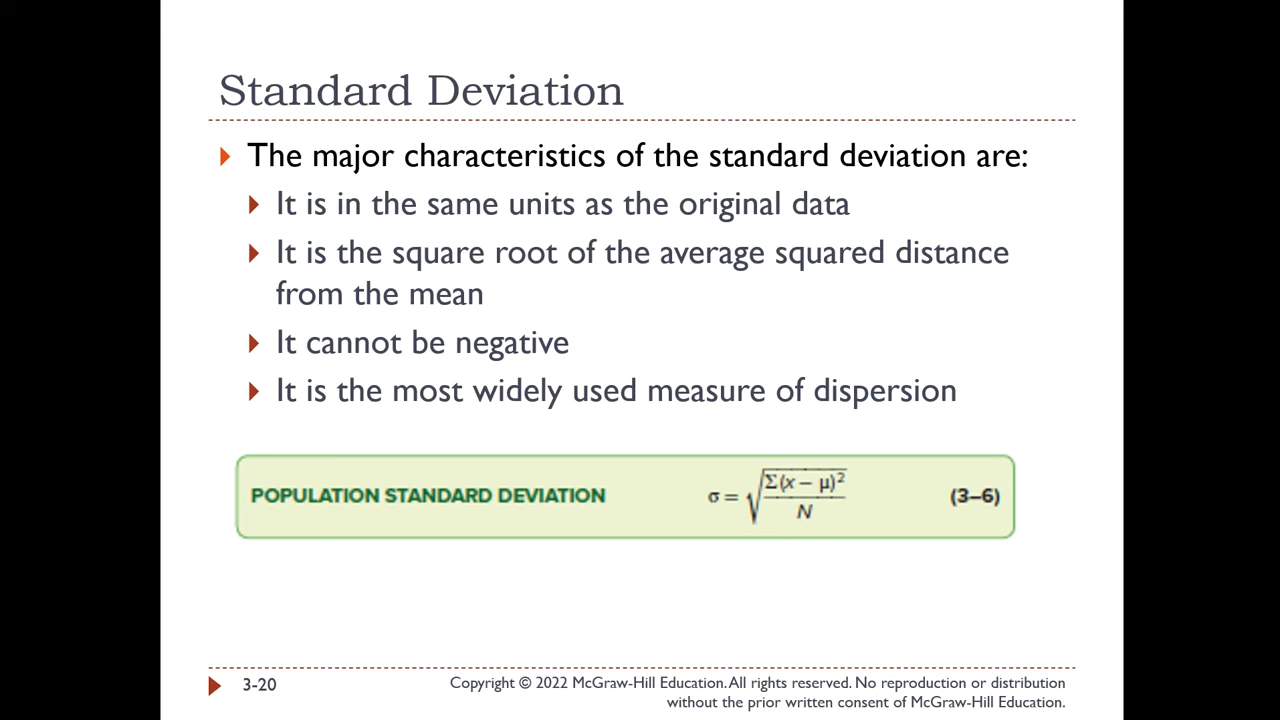 Standard Deviation
The major characteristics of the standard deviation are:
It is in the same units as the original data
It is the square root of the average squared distance
from the mean
It cannot be negative
It is the most widely used measure of dispersion
POPULATION STANDARD DEVIATION σ = √(Σ(x − μ)² / N) (3–6)
3-20
Copyright © 2022 McGraw-Hill Education. All rights reserved. No reproduction or distribution
without the prior written consent of McGraw-Hill Education.